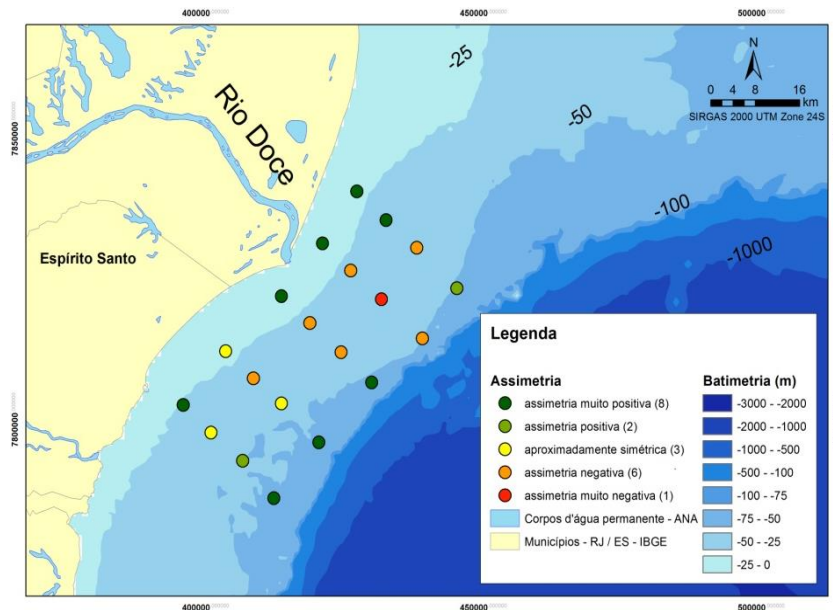 400000 450000 500000
N
0 4 8 16
km
SIRGAS 2000 UTM Zone 24S
-25
-50
-100
-1000
Rio Doce
Espírito Santo
7850000
7800000
Legenda
Assimetria
assimetria muito positiva (8)
assimetria positiva (2)
aproximadamente simétrica (3)
assimetria negativa (6)
assimetria muito negativa (1)
Corpos d'água permanente - ANA
Municípios - RJ / ES - IBGE
Batimetria (m)
-3000 - -2000
-2000 - -1000
-1000 - -500
-500 - -100
-100 - -75
-75 - -50
-50 - -25
-25 - 0
400000 450000 500000